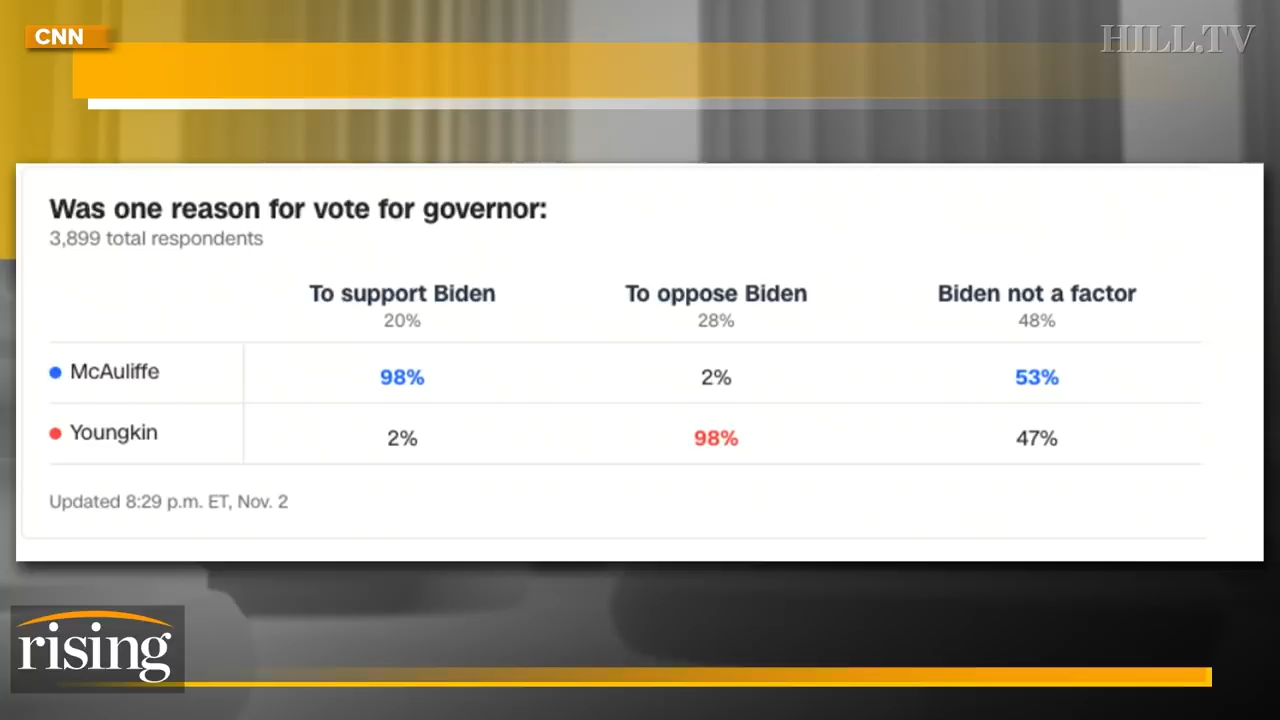 CNN
HILL.TV
Was one reason for vote for governor:
3,899 total respondents
To support Biden To oppose Biden Biden not a factor
20% 28% 48%
McAuliffe 98% 2% 53%
Youngkin 2% 98% 47%
Updated 8:29 p.m. ET, Nov. 2
rising